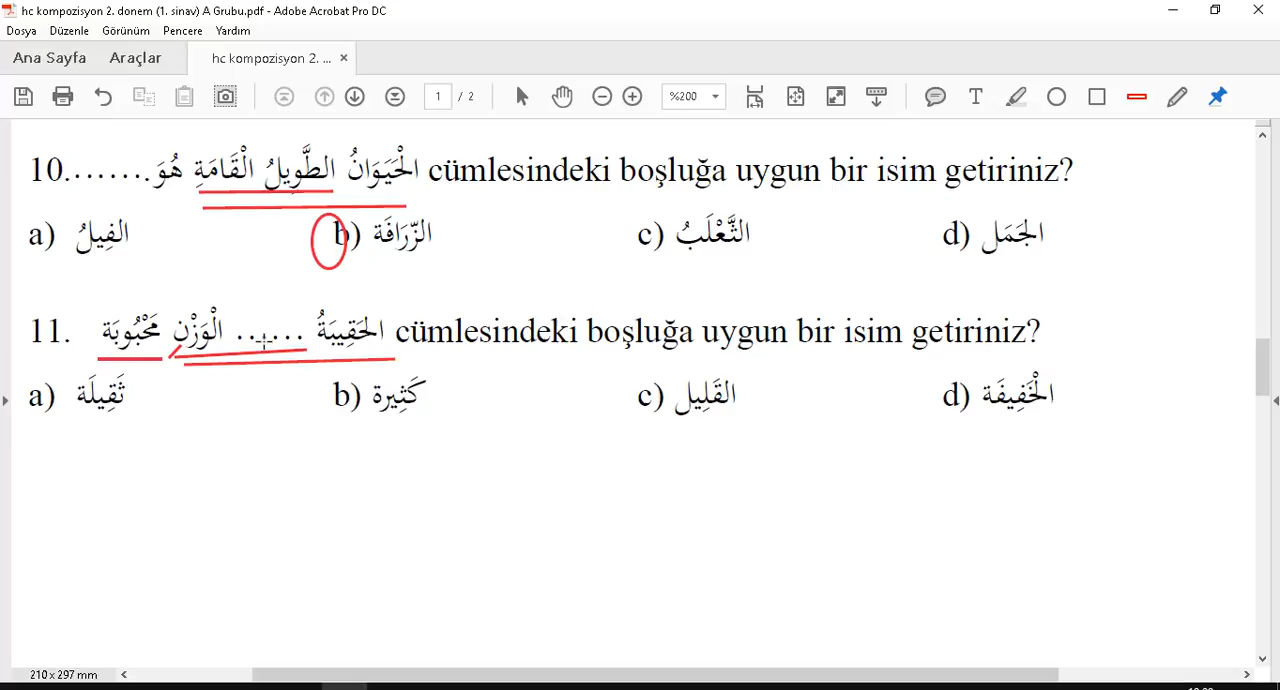 hc kompozisyon 2. donem (1. sinav) A Grubu.pdf - Adobe Acrobat Pro DC
Dosya Düzenle Görünüm Pencere Yardım
Ana Sayfa Araçlar hc kompozisyon 2. ... ×
1 / 2 %200
10.……..الْحَيَوَانُ الطَّوِيلُ الْقَامَةِ هُوَ cümlesindeki boşluğa uygun bir isim getiriniz?
a) الفِيلُ b) الزّرَافَة c) الثَّعْلَبُ d) الجَمَل
11. الحَقِيبَةُ …… الْوَزْنِ مَحْبُوبَة cümlesindeki boşluğa uygun bir isim getiriniz?
a) ثَقِيلَة b) كَثِيرة c) القَلِيل d) الْخَفِيفَة
210 x 297 mm